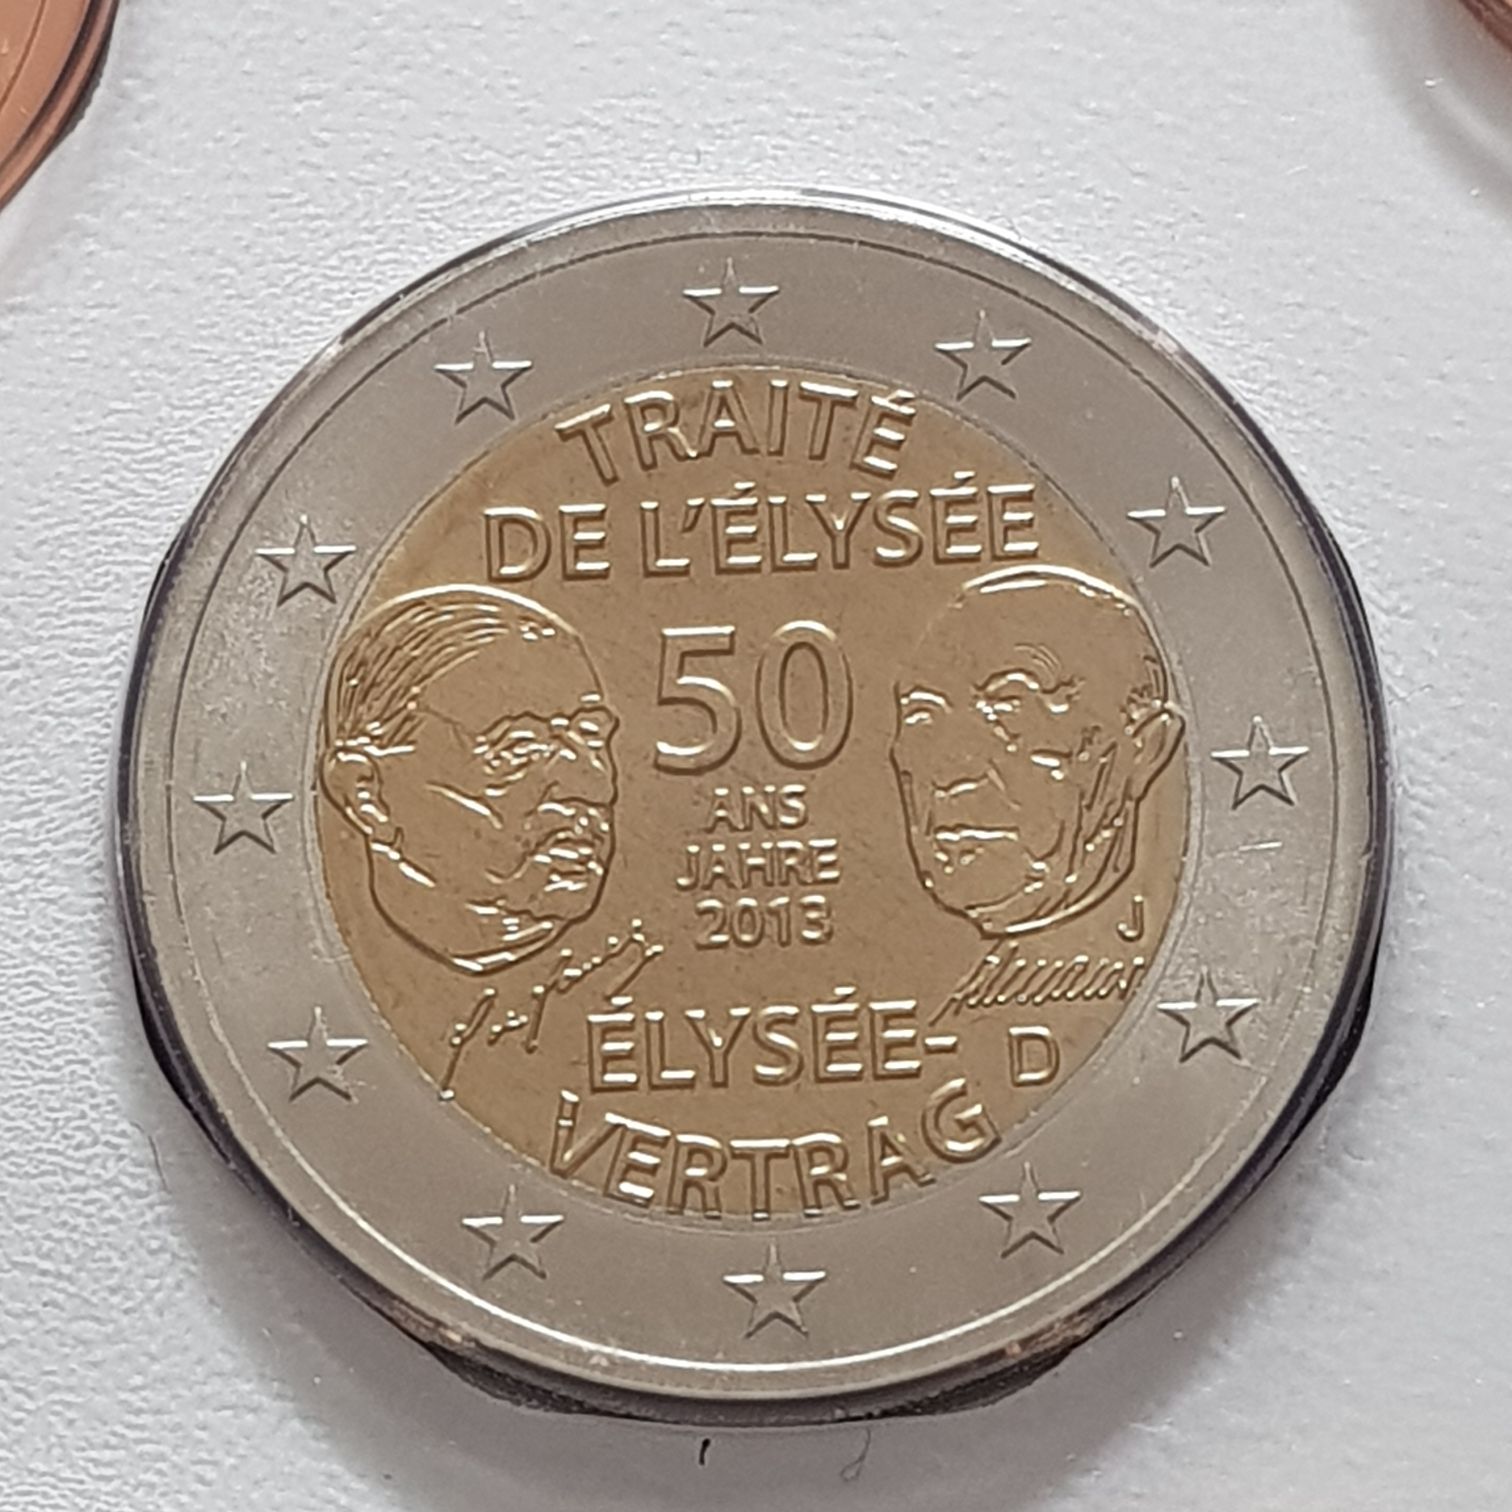 TRAITÉ
DE L'ÉLYSÉE
50
ANS
JAHRE
2013
J
ÉLYSÉE-
D
VERTRAG